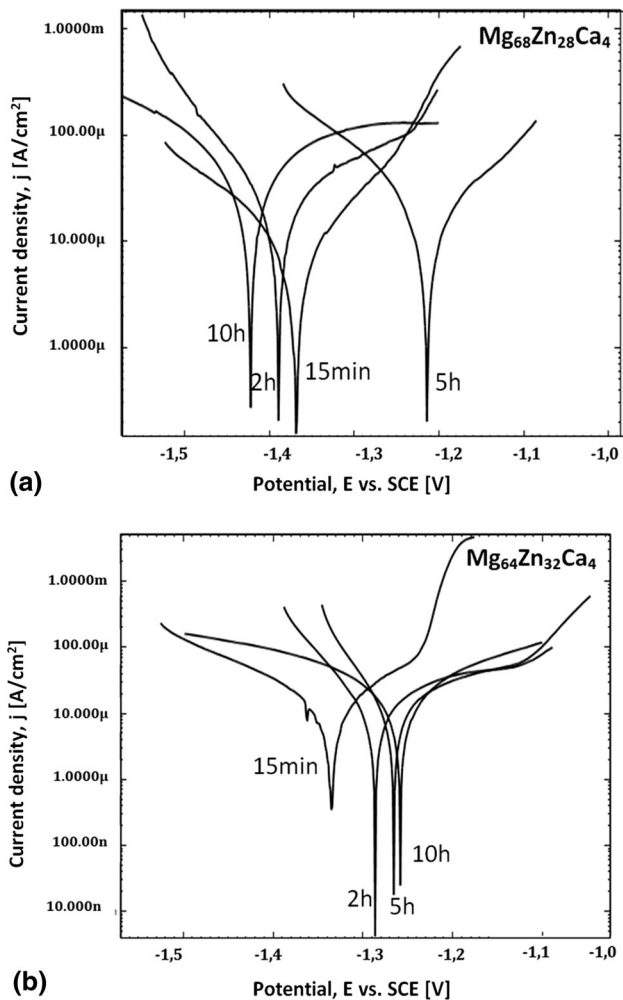 Mg68Zn28Ca4
Current density, j [A/cm2]
1.0000m
100.00µ
10.000µ
1.0000µ
10h
2h
15min
5h
-1,5
-1,4
-1,3
-1,2
-1,1
-1,0
Potential, E vs. SCE [V]
(a)
Mg64Zn32Ca4
Current density, j [A/cm2]
1.0000m
100.00µ
10.000µ
1.0000µ
100.00n
10.000n
15min
2h
5h
10h
-1,5
-1,4
-1,3
-1,2
-1,1
-1,0
Potential, E vs. SCE [V]
(b)